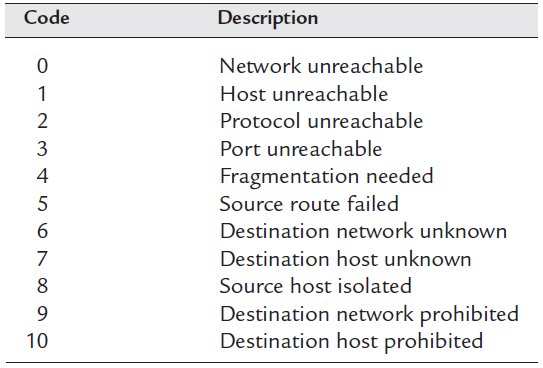 Code Description
0 Network unreachable
1 Host unreachable
2 Protocol unreachable
3 Port unreachable
4 Fragmentation needed
5 Source route failed
6 Destination network unknown
7 Destination host unknown
8 Source host isolated
9 Destination network prohibited
10 Destination host prohibited